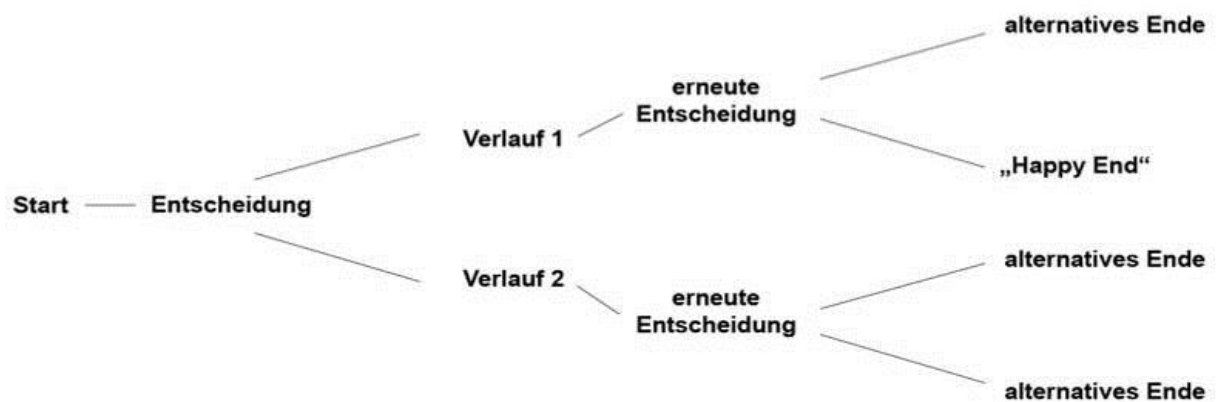 alternatives Ende
erneute
Entscheidung
Verlauf 1
„Happy End“
Start
Entscheidung
alternatives Ende
Verlauf 2
erneute
Entscheidung
alternatives Ende